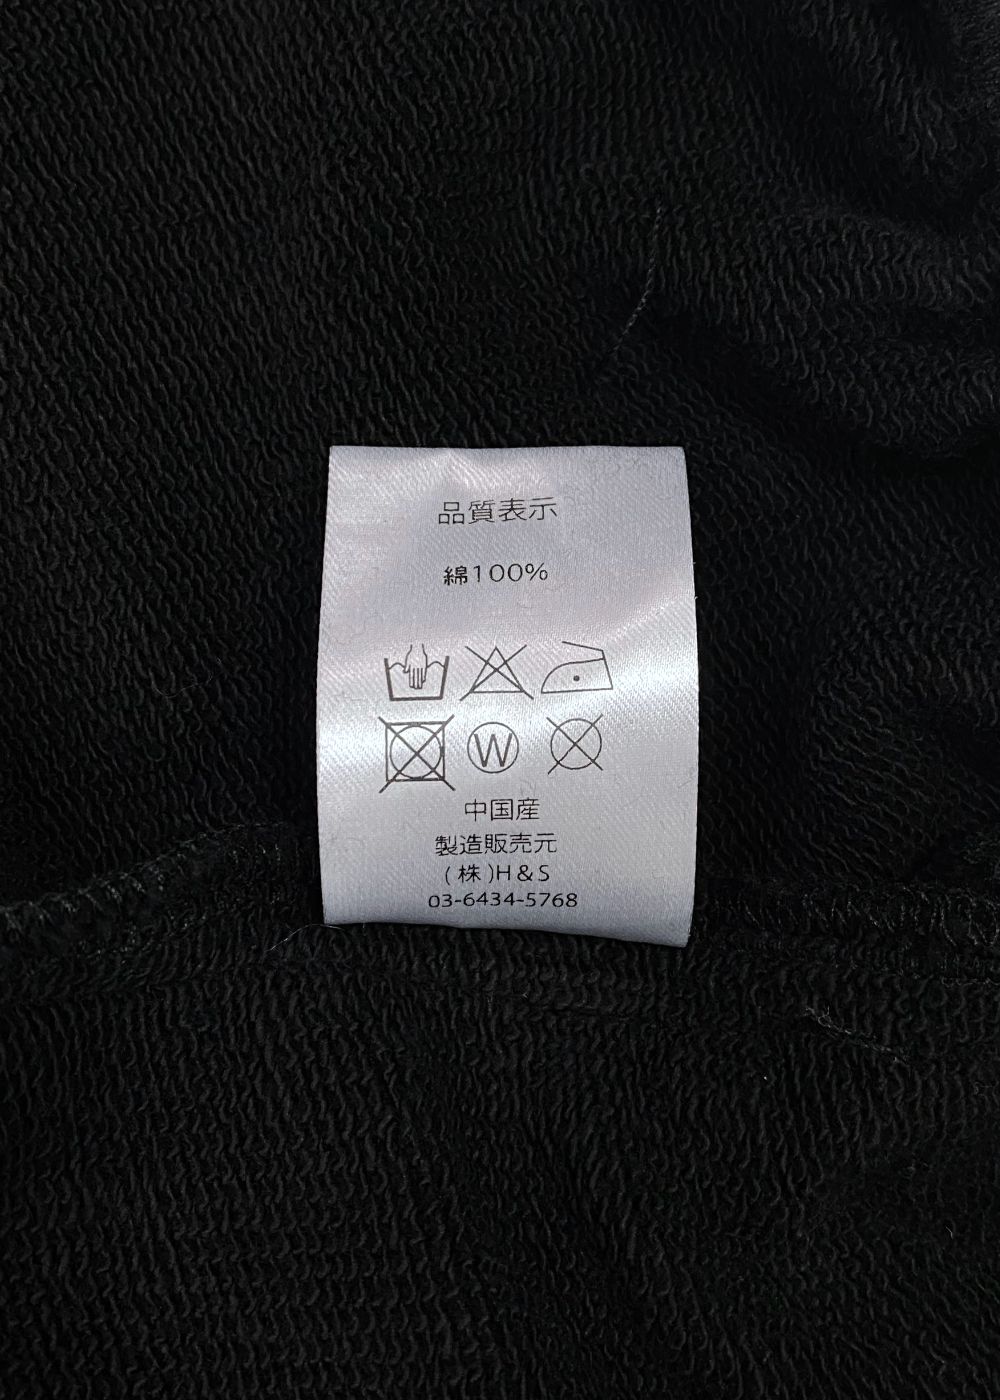 品質表示
綿100%
W
中国産
製造販売元
(株)H&S
03-6434-5768